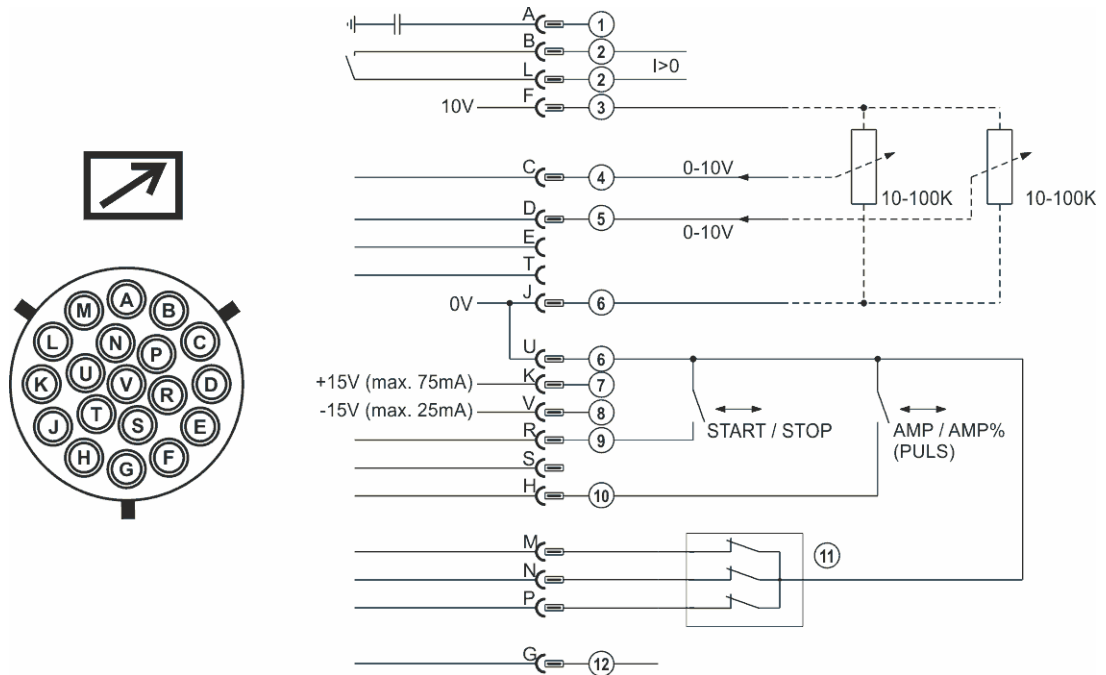 A 1
B 2
L 2 I>0
10V F 3
C 4 0-10V
10-100K 10-100K
D 5
0-10V
E
T
0V J 6
U 6
+15V (max. 75mA) K 7
-15V (max. 25mA) V 8
R 9 START / STOP AMP / AMP%
(PULS)
S
H 10
M 11
N
P
G 12
A
M B
L N P C
K U V R D
J T S E
H G F